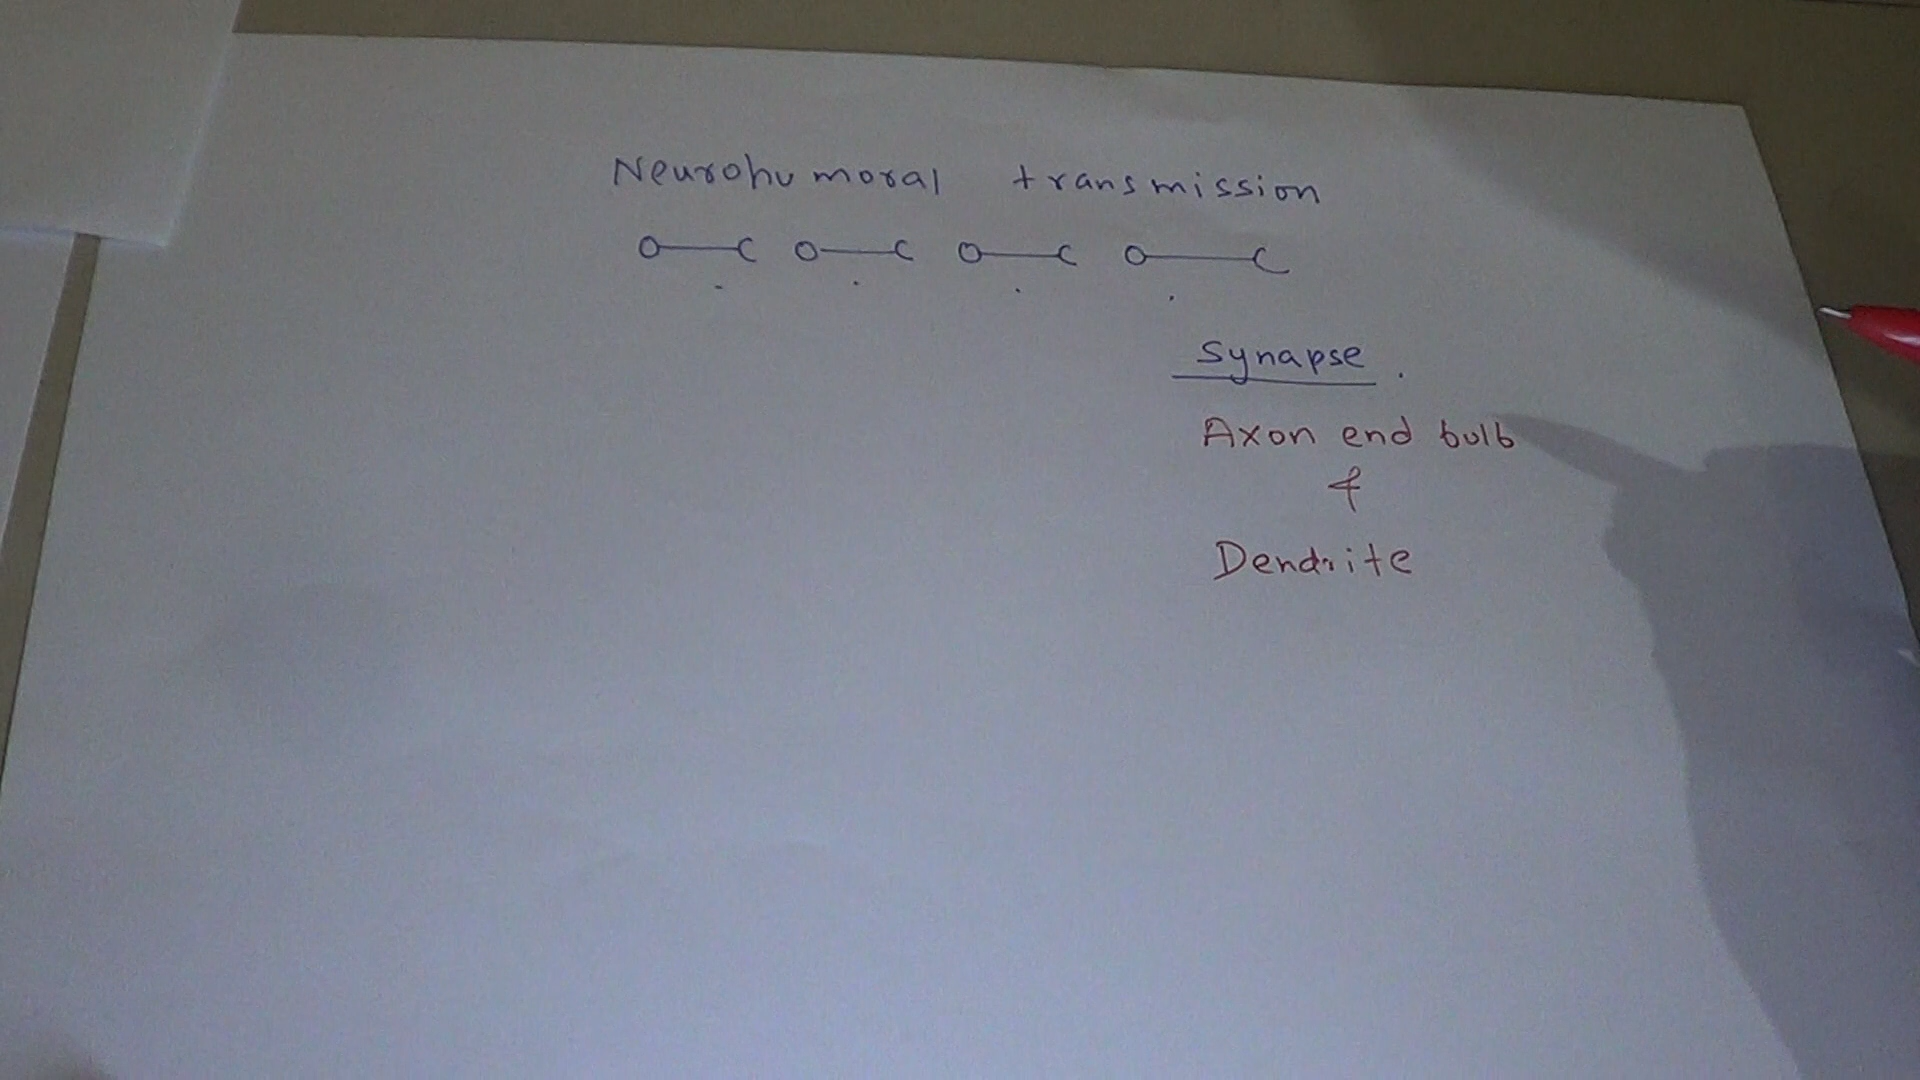 Neurohumoral transmission
Synapse.
Axon end bulb
&
Dendrite